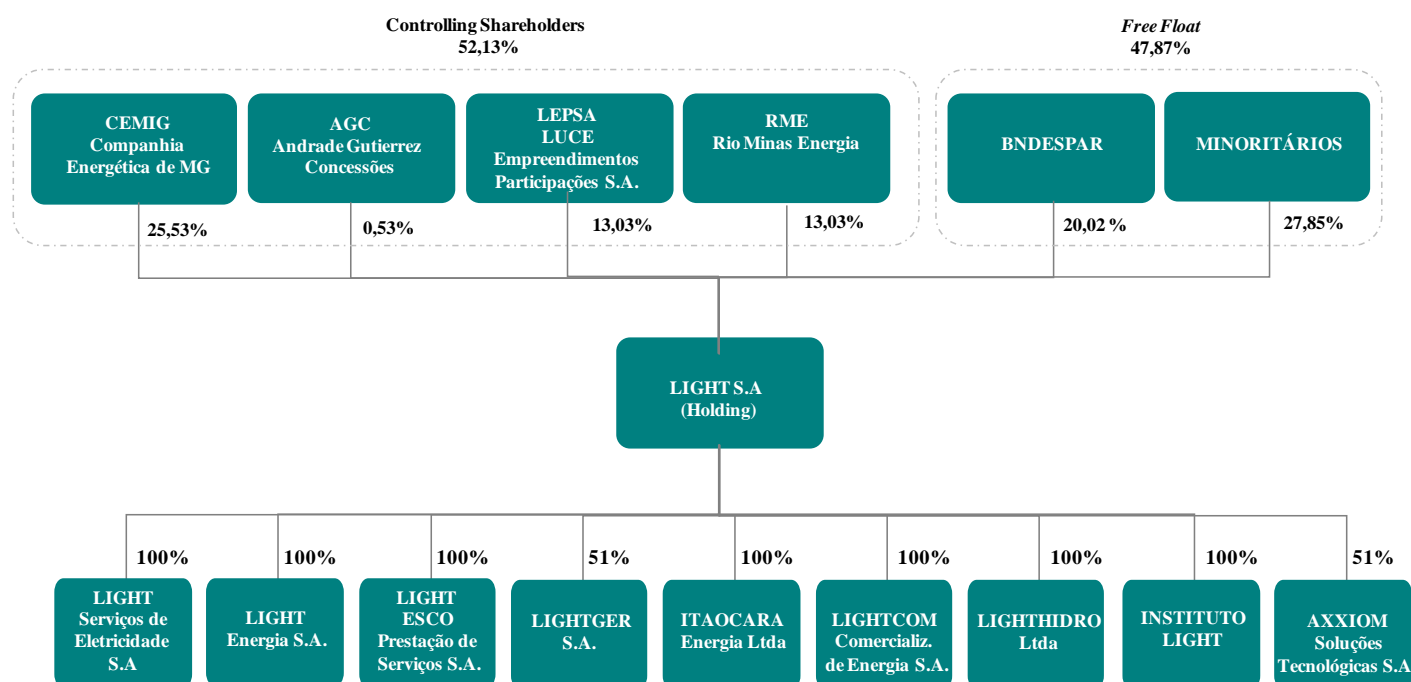 Controlling Shareholders
52,13%
Free Float
47,87%
CEMIG
Companhia
Energética de MG
AGC
Andrade Gutierrez
Concessões
LEPSA
LUCE
Empreendimentos
Participações S.A.
RME
Rio Minas Energia
BNDESPAR
MINORITÁRIOS
25,53%
0,53%
13,03%
13,03%
20,02 %
27,85%
LIGHT S.A
(Holding)
100%
100%
100%
51%
100%
100%
100%
100%
51%
LIGHT
Serviços de
Eletricidade
S.A
LIGHT
Energia S.A.
LIGHT
ESCO
Prestação de
Serviços S.A.
LIGHTGER
S.A.
ITAOCARA
Energia Ltda
LIGHTCOM
Comercializ.
de Energia S.A.
LIGHTHIDRO
Ltda
INSTITUTO
LIGHT
AXXIOM
Soluções
Tecnológicas S.A